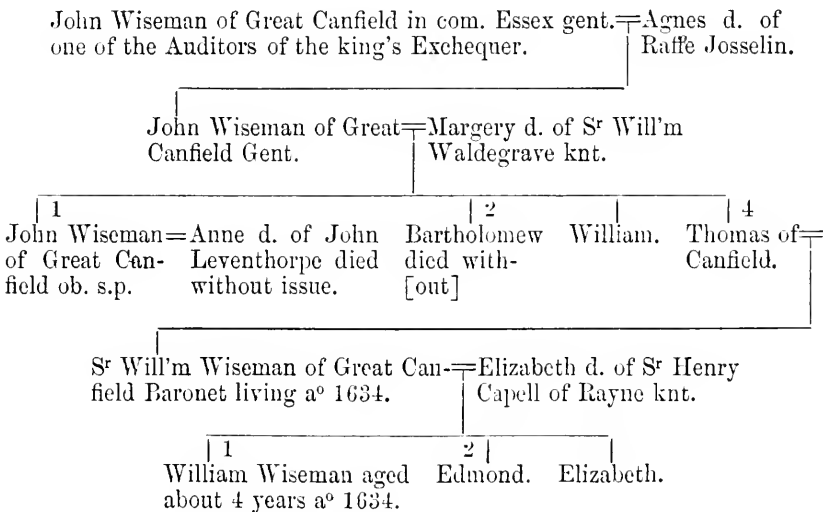 John Wiseman of Great Canfield in com. Essex gent.=Agnes d. of
one of the Auditors of the king's Exchequer. Raffe Josselin.
John Wiseman of Great=Margery d. of Sʳ Will'm
Canfield Gent. Waldegrave knt.
1 2 4
John Wiseman=Anne d. of John Bartholomew William. Thomas of=
of Great Can- Leventhorpe died died with- Canfield.
field ob. s.p. without issue. [out]
Sʳ Will'm Wiseman of Great Can-=Elizabeth d. of Sʳ Henry
field Baronet living aº 1634. Capell of Rayne knt.
1 2
William Wiseman aged Edmond. Elizabeth.
about 4 years aº 1634.